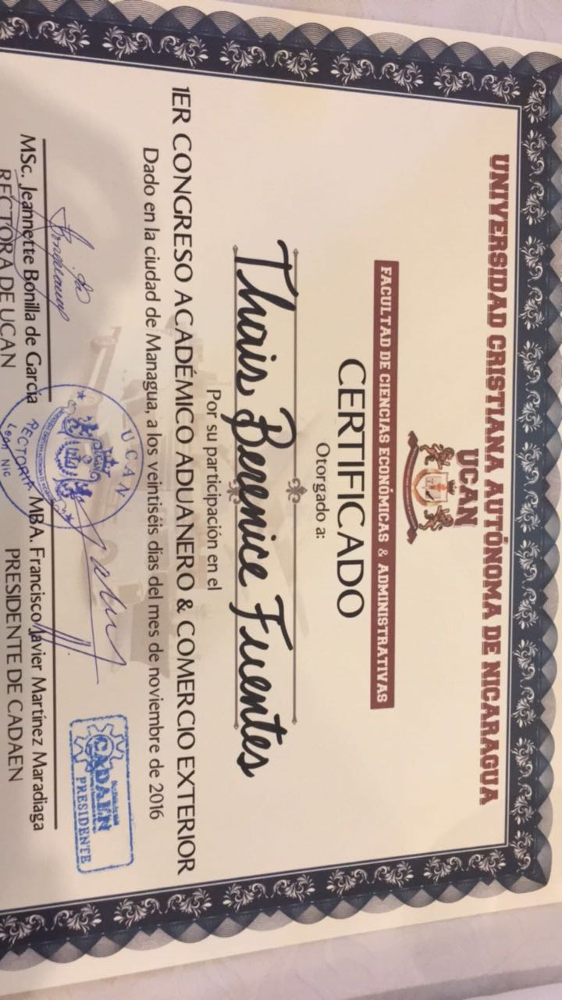 UNIVERSIDAD CRISTIANA AUTÓNOMA DE NICARAGUA
UCAN
FACULTAD DE CIENCIAS ECONÓMICAS & ADMINISTRATIVAS
CERTIFICADO
Otorgado a:
Thais Berenice Fuentes
Por su participación en el
1ER CONGRESO ACADÉMICO ADUANERO & COMERCIO EXTERIOR
Dado en la ciudad de Managua, a los veintiséis dias del mes de noviembre de 2016
UCAN
RECTORIA
León, NIC
CADAEN
PRESIDENTE
MSc. Jeannette Bonilla de García
RECTORA DE UCAN
MBA. Francisco Javier Martínez Maradiaga
PRESIDENTE DE CADAEN